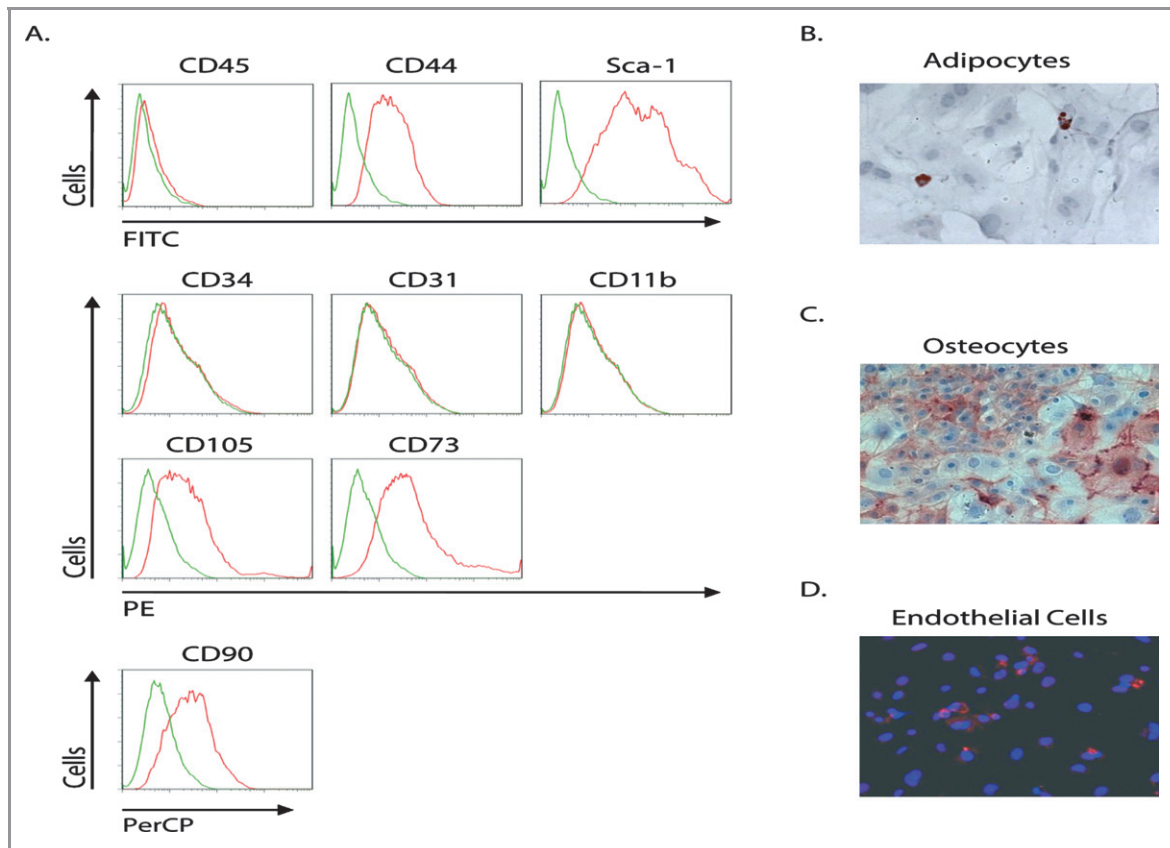 A.
CD45 CD44 Sca-1
Cells
FITC
CD34 CD31 CD11b
CD105 CD73
Cells
PE
CD90
Cells
PerCP
B.
Adipocytes
C.
Osteocytes
D.
Endothelial Cells